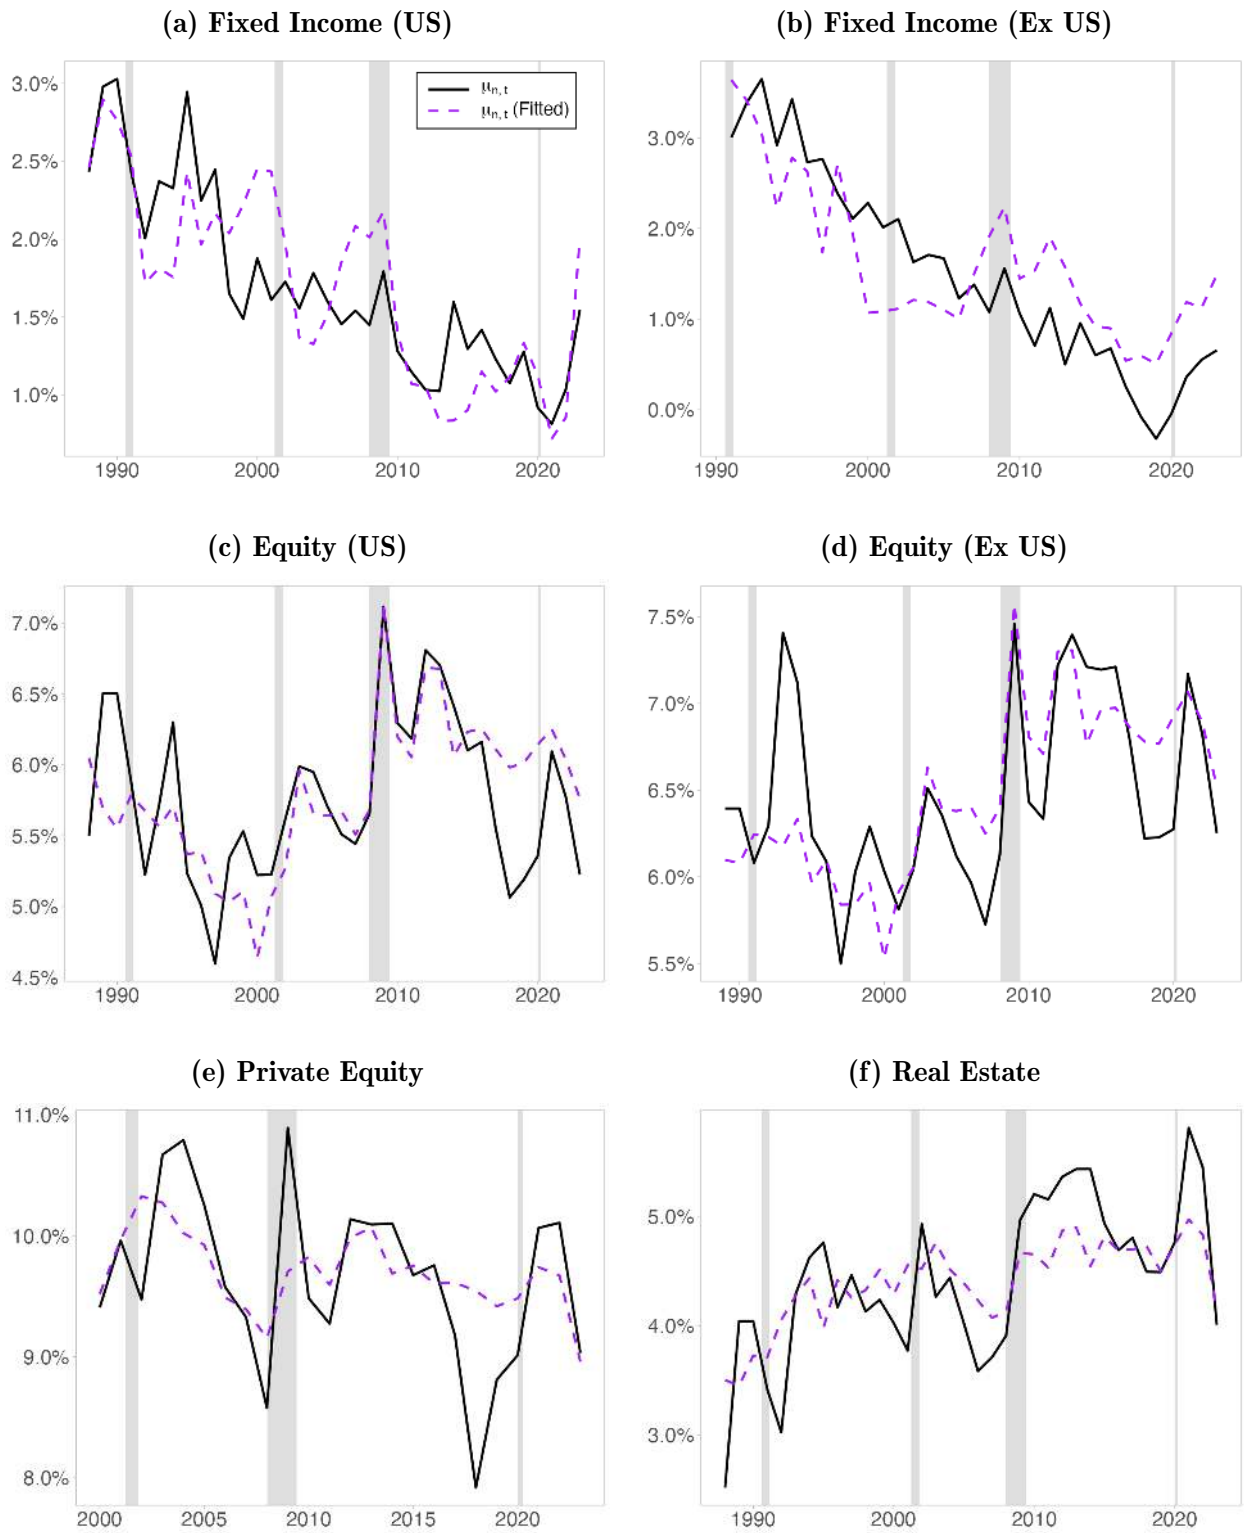 (a) Fixed Income (US)
3.0%
2.5%
2.0%
1.5%
1.0%
μn,t
μn,t (Fitted)
1990 2000 2010 2020
(b) Fixed Income (Ex US)
3.0%
2.0%
1.0%
0.0%
1990 2000 2010 2020
(c) Equity (US)
7.0%
6.5%
6.0%
5.5%
5.0%
4.5%
1990 2000 2010 2020
(d) Equity (Ex US)
7.5%
7.0%
6.5%
6.0%
5.5%
1990 2000 2010 2020
(e) Private Equity
11.0%
10.0%
9.0%
8.0%
2000 2005 2010 2015 2020
(f) Real Estate
5.0%
4.0%
3.0%
1990 2000 2010 2020